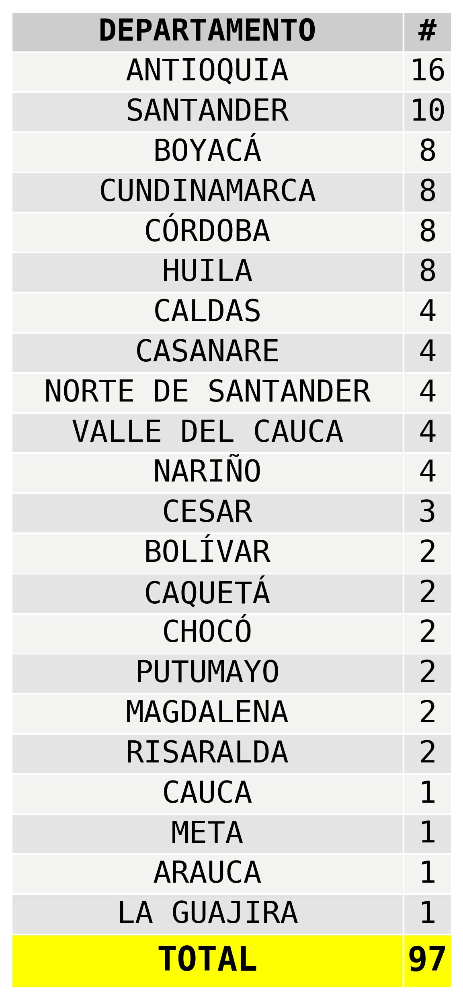 DEPARTAMENTO #
ANTIOQUIA 16
SANTANDER 10
BOYACÁ 8
CUNDINAMARCA 8
CÓRDOBA 8
HUILA 8
CALDAS 4
CASANARE 4
NORTE DE SANTANDER 4
VALLE DEL CAUCA 4
NARIÑO 4
CESAR 3
BOLÍVAR 2
CAQUETÁ 2
CHOCÓ 2
PUTUMAYO 2
MAGDALENA 2
RISARALDA 2
CAUCA 1
META 1
ARAUCA 1
LA GUAJIRA 1
TOTAL 97